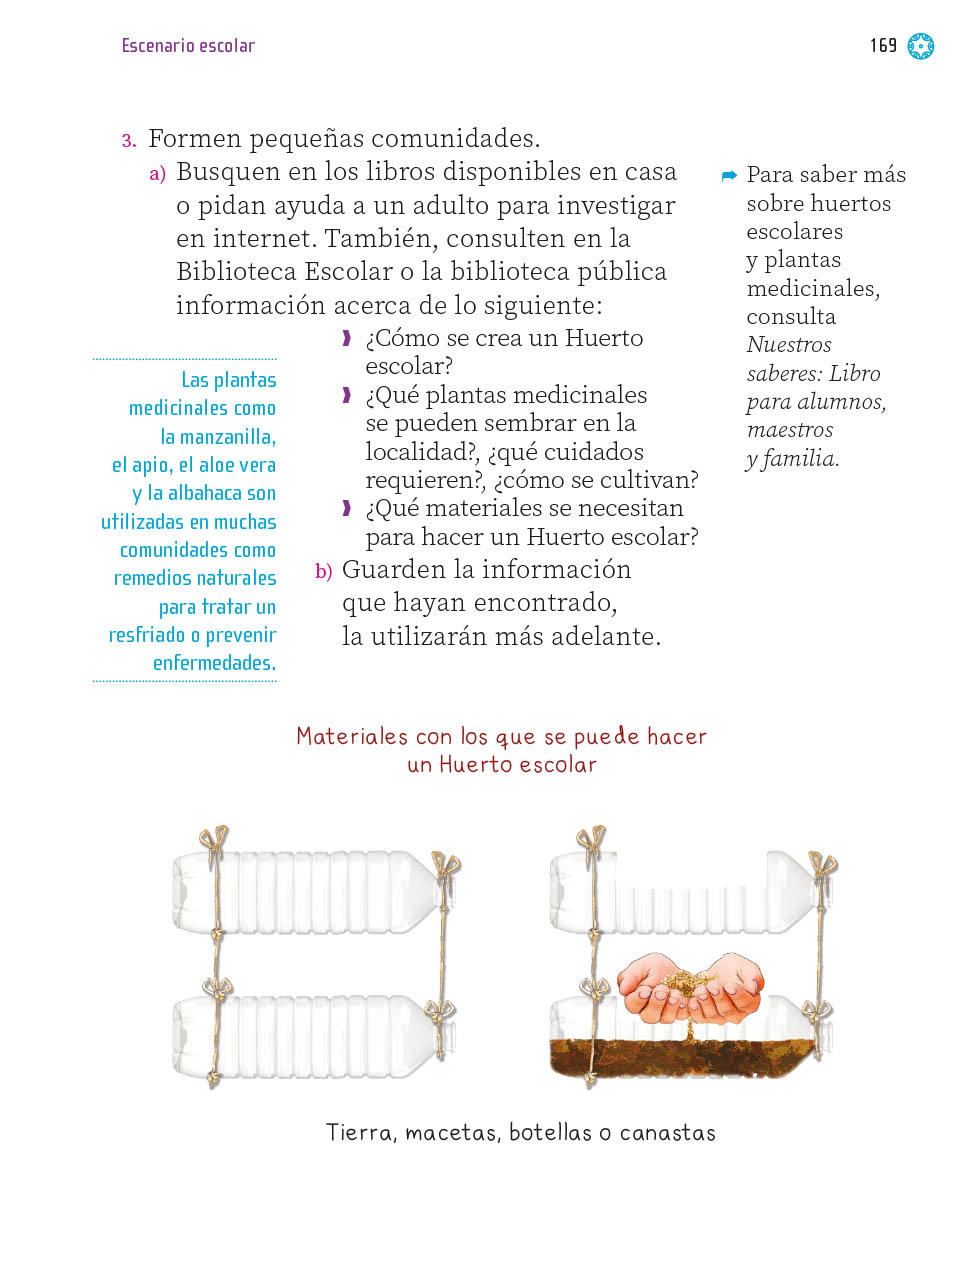 Escenario escolar
169
3. Formen pequeñas comunidades.
a) Busquen en los libros disponibles en casa
o pidan ayuda a un adulto para investigar
en internet. También, consulten en la
Biblioteca Escolar o la biblioteca pública
información acerca de lo siguiente:
¿Cómo se crea un Huerto
escolar?
¿Qué plantas medicinales
se pueden sembrar en la
localidad?, ¿qué cuidados
requieren?, ¿cómo se cultivan?
¿Qué materiales se necesitan
para hacer un Huerto escolar?
b) Guarden la información
que hayan encontrado,
la utilizarán más adelante.
Para saber más
sobre huertos
escolares
y plantas
medicinales,
consulta
Nuestros
saberes: Libro
para alumnos,
maestros
y familia.
Las plantas
medicinales como
la manzanilla,
el apio, el aloe vera
y la albahaca son
utilizadas en muchas
comunidades como
remedios naturales
para tratar un
resfriado o prevenir
enfermedades.
Materiales con los que se puede hacer
un Huerto escolar
Tierra, macetas, botellas o canastas